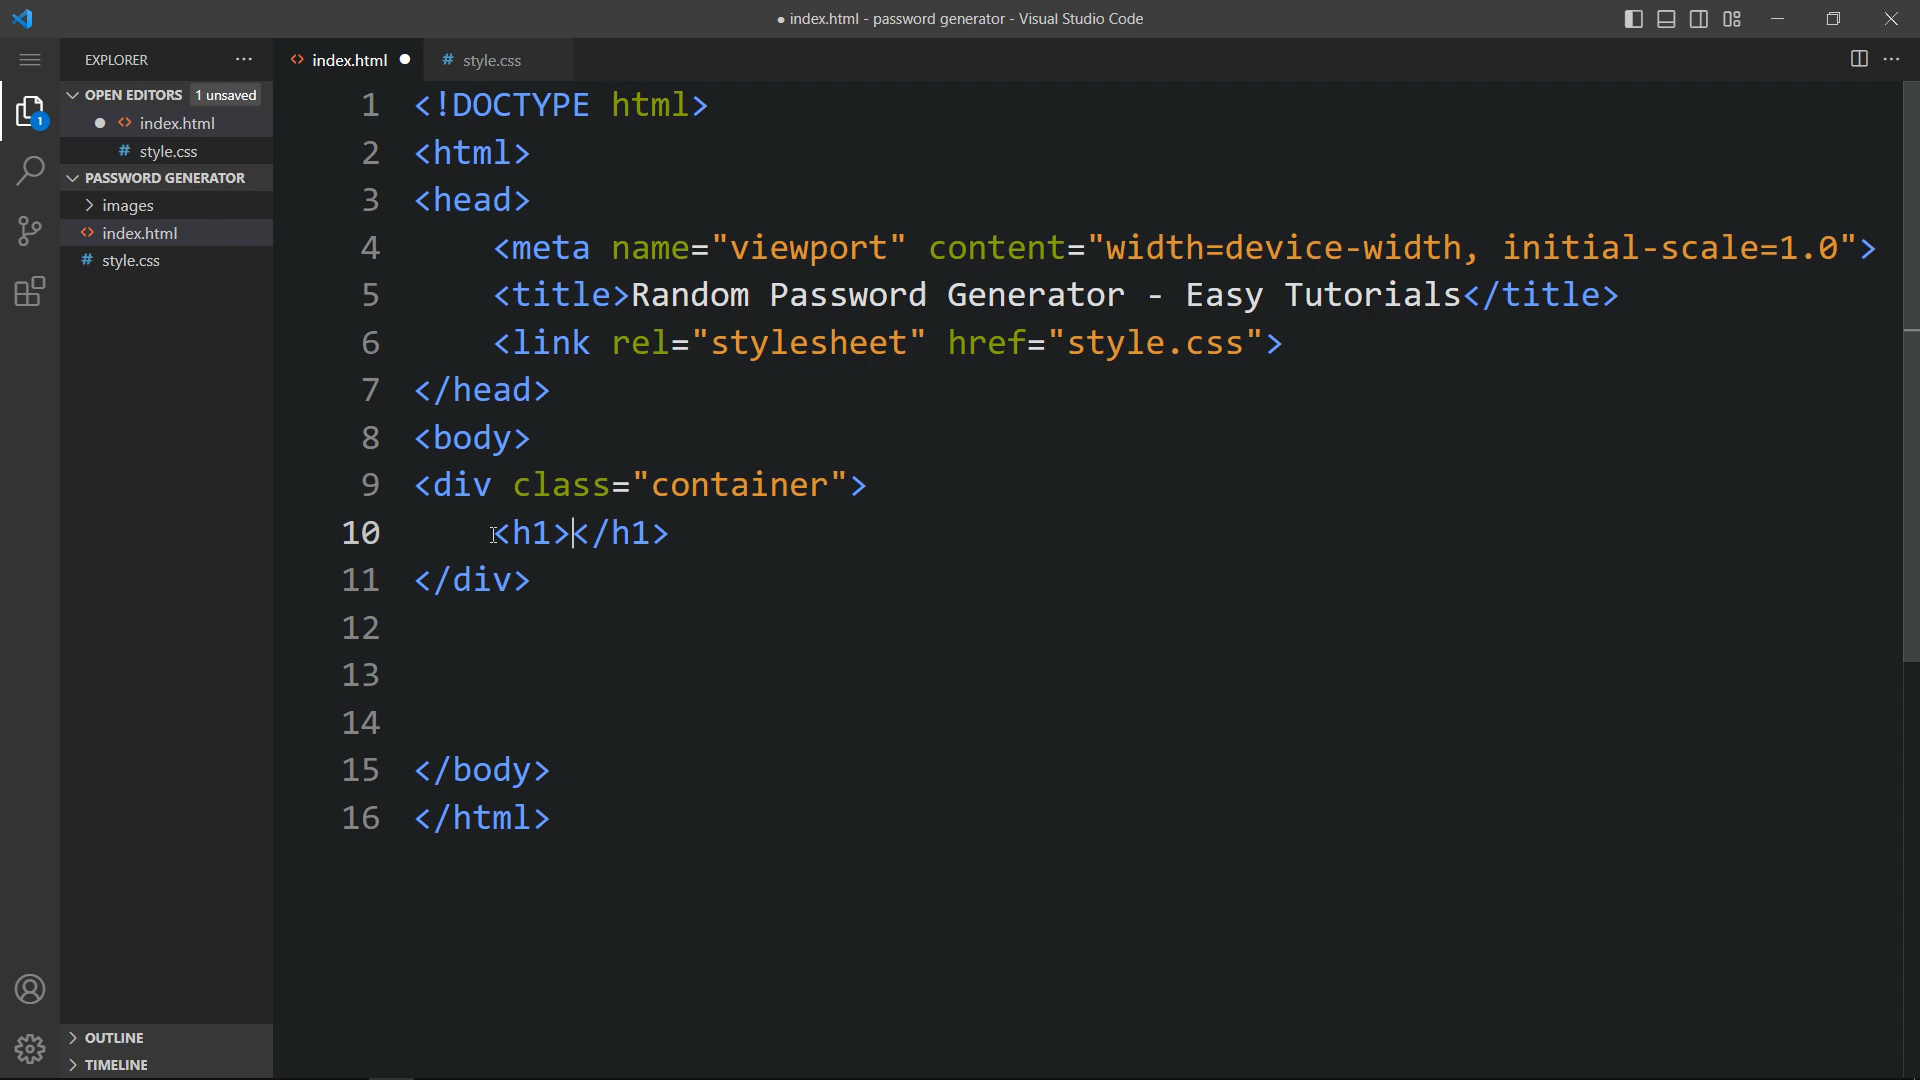 ● index.html - password generator - Visual Studio Code
EXPLORER ···
index.html ●
# style.css
OPEN EDITORS 1 unsaved
● <> index.html
# style.css
PASSWORD GENERATOR
> images
<> index.html
# style.css
OUTLINE
TIMELINE
1
1 <!DOCTYPE html>
2 <html>
3 <head>
4 <meta name="viewport" content="width=device-width, initial-scale=1.0">
5 <title>Random Password Generator - Easy Tutorials</title>
6 <link rel="stylesheet" href="style.css">
7 </head>
8 <body>
9 <div class="container">
10 <h1></h1>
11 </div>
12
13
14
15 </body>
16 </html>